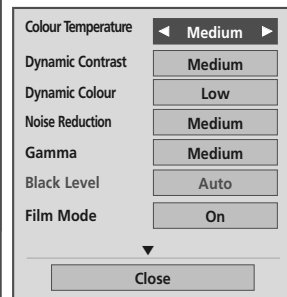 Colour Temperature Medium
Dynamic Contrast Medium
Dynamic Colour Low
Noise Reduction Medium
Gamma Medium
Black Level Auto
Film Mode On
Close